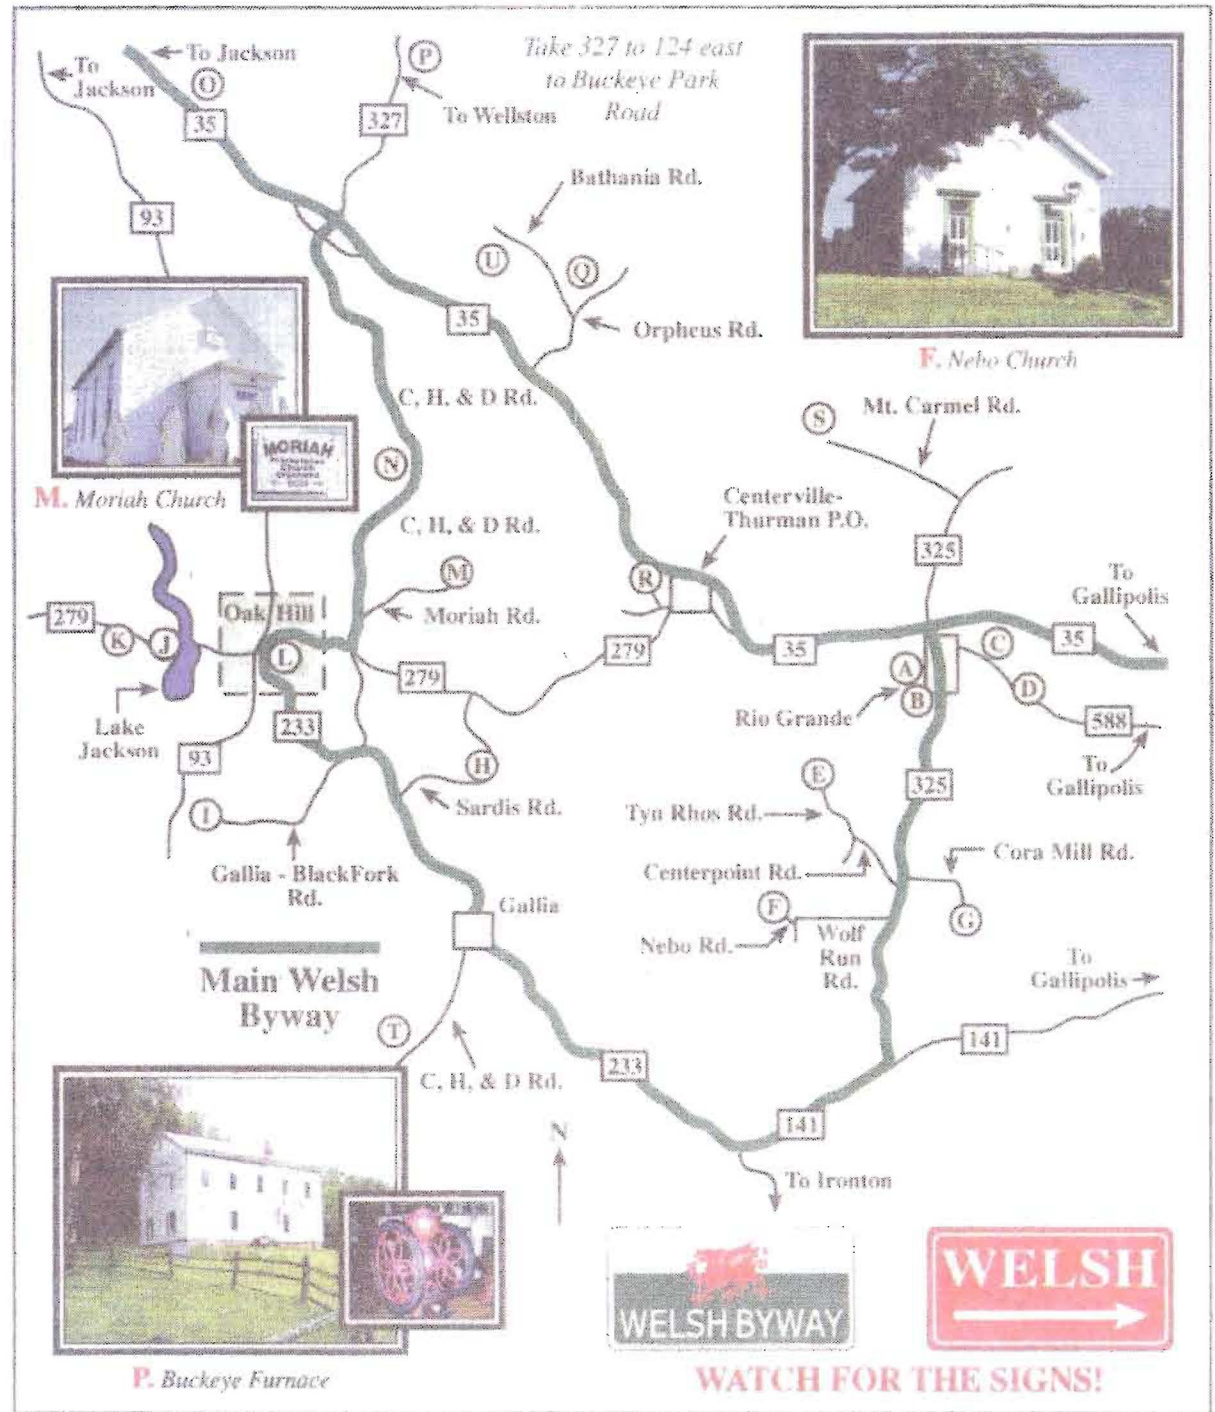 To
Jackson
To Jackson
O
35
P
327
To Wellston
Take 327 to 124 east
to Buckeye Park
Road
93
Bathania Rd.
U
Q
35
Orpheus Rd.
F. Nebo Church
C, H, & D Rd.
N
MORIAH
M. Moriah Church
C, H, & D Rd.
S
Mt. Carmel Rd.
Centerville-
Thurman P.O.
325
R
M
Moriah Rd.
Oak Hill
279
K
J
L
To
Gallipolis
279
279
35
C
35
A
B
D
Rio Grande
588
To
Gallipolis
Lake
Jackson
233
93
H
Sardis Rd.
I
Gallia - BlackFork
Rd.
E
325
Tyn Rhos Rd.
Centerpoint Rd.
Cora Mill Rd.
F
G
Nebo Rd.
Wolf
Run
Rd.
Gallia
Main Welsh
Byway
To
Gallipolis
T
C, H, & D Rd.
233
141
141
N
To Ironton
P. Buckeye Furnace
WELSH BYWAY
WELSH
WATCH FOR THE SIGNS!